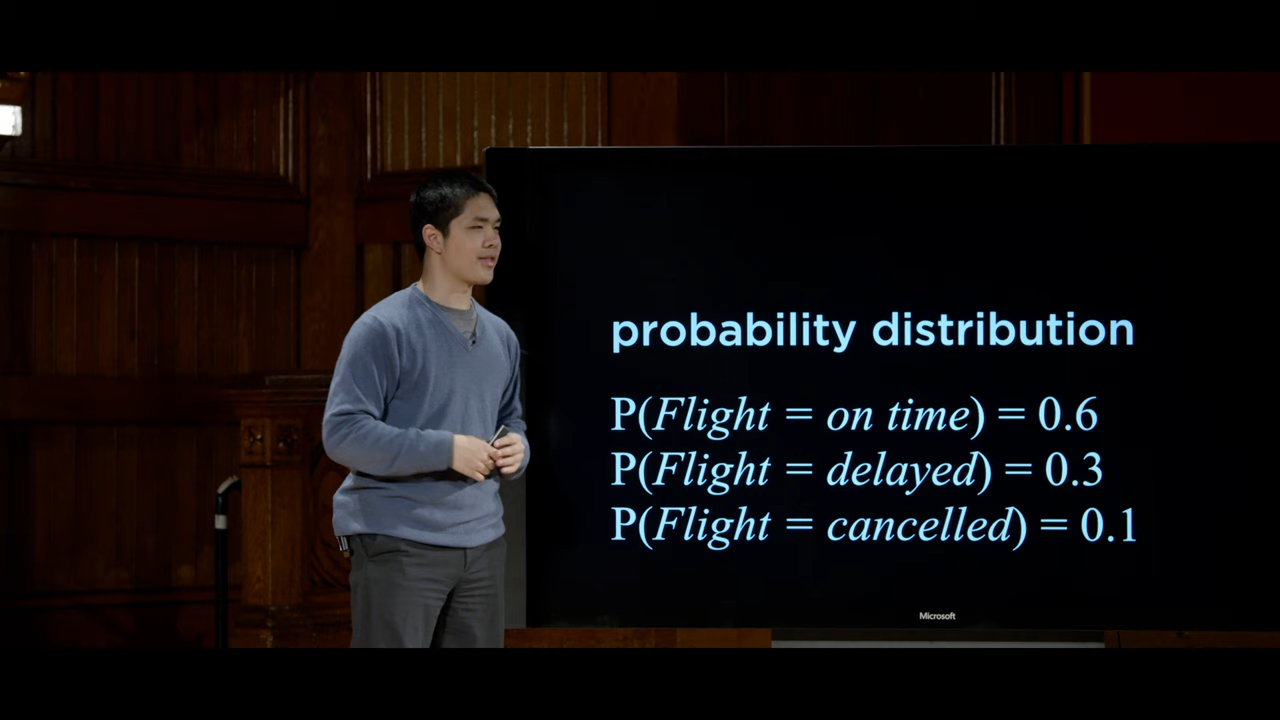 probability distribution
P(Flight = on time) = 0.6
P(Flight = delayed) = 0.3
P(Flight = cancelled) = 0.1
Microsoft